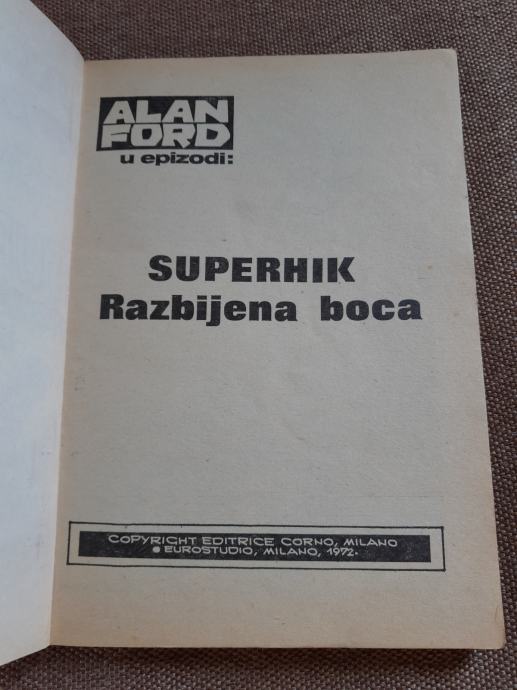 ALAN
FORD
u epizodi:
SUPERHIK
Razbijena boca
COPYRIGHT EDITRICE CORNO, MILANO
• EUROSTUDIO, MILANO, 1972.